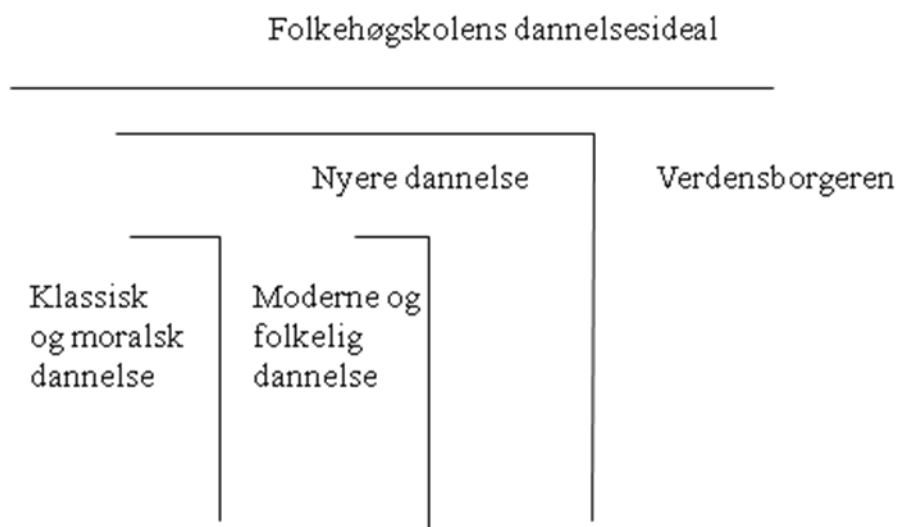 Folkehøgskolens dannelsesideal
Nyere dannelse
Verdensborgeren
Klassisk
og moralsk
dannelse
Moderne og
folkelig
dannelse